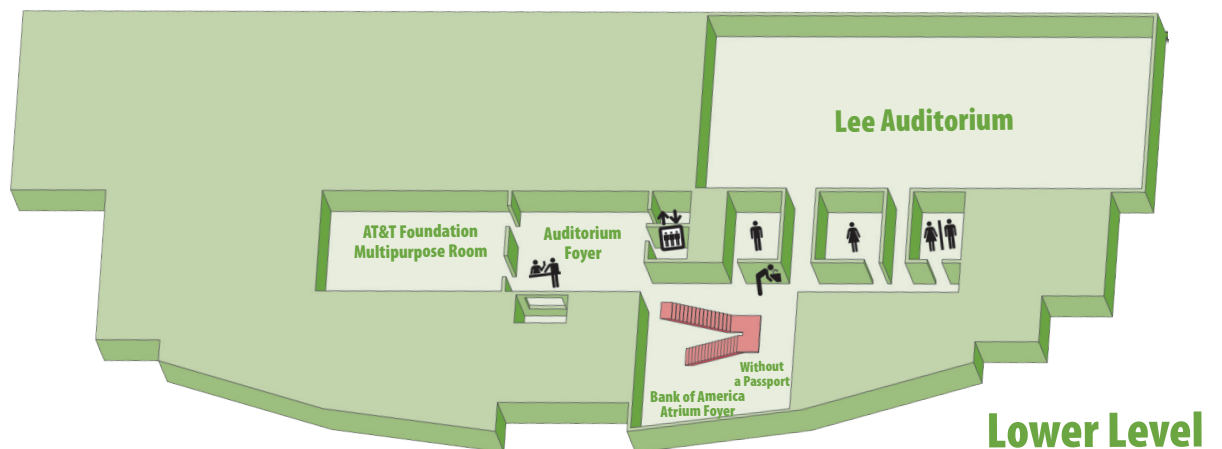 Lee Auditorium
AT&T Foundation
Multipurpose Room
Auditorium
Foyer
Without
a Passport
Bank of America
Atrium Foyer
Lower Level